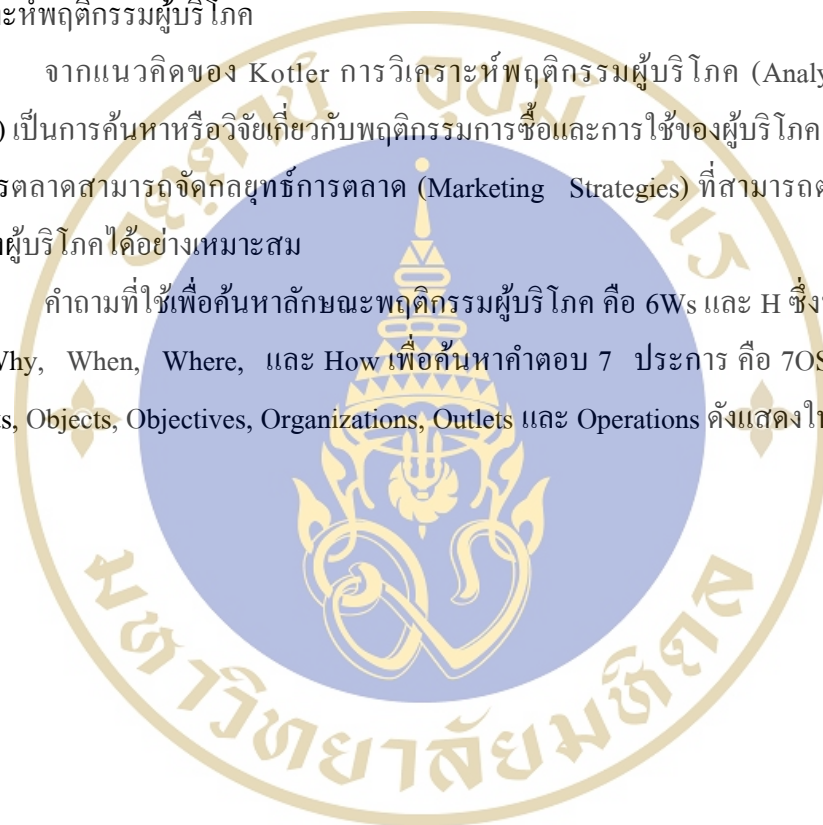 ะห์พฤติกรรมผู้บริโภค
จากแนวคิดของ Kotler การวิเคราะห์พฤติกรรมผู้บริโภค (Analy
) เป็นการค้นหาหรือวิจัยเกี่ยวกับพฤติกรรมการซื้อและการใช้ของผู้บริโภค
รตลาดสามารถจัดกลยุทธ์การตลาด (Marketing Strategies) ที่สามารถต
ผู้บริโภคได้อย่างเหมาะสม
คำถามที่ใช้เพื่อค้นหาลักษณะพฤติกรรมผู้บริโภค คือ 6Ws และ H ซึ่ง
Why, When, Where, และ How เพื่อค้นหาคำตอบ 7 ประการ คือ 7OS
ts, Objects, Objectives, Organizations, Outlets และ Operations ดังแสดงใ
อตฺตานํ อุปมํ กเร
มหาวิทยาลัยมหิดล